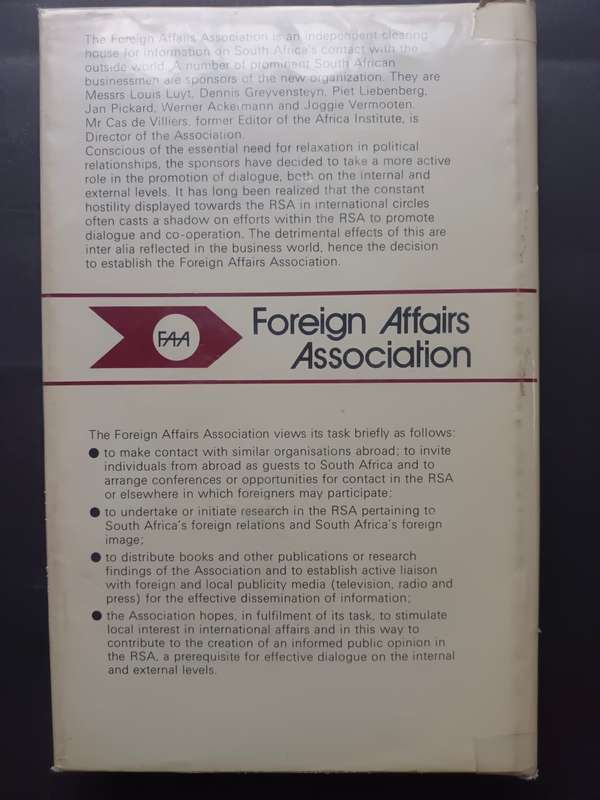 The Foreign Affairs Association is an independent clearing
house for information on South Africa's contact with the
outside world. A number of prominent South African
businessmen are sponsors of the new organization. They are
Messrs Louis Luyt, Dennis Greyvensteyn, Piet Liebenberg,
Jan Pickard, Werner Ackermann and Joggie Vermooten.
Mr Cas de Villiers, former Editor of the Africa Institute, is
Director of the Association.
Conscious of the essential need for relaxation in political
relationships, the sponsors have decided to take a more active
role in the promotion of dialogue, both on the internal and
external levels. It has long been realized that the constant
hostility displayed towards the RSA in international circles
often casts a shadow on efforts within the RSA to promote
dialogue and co-operation. The detrimental effects of this are
inter alia reflected in the business world, hence the decision
to establish the Foreign Affairs Association.
FAA
Foreign Affairs
Association
The Foreign Affairs Association views its task briefly as follows:
● to make contact with similar organisations abroad; to invite
individuals from abroad as guests to South Africa and to
arrange conferences or opportunities for contact in the RSA
or elsewhere in which foreigners may participate;
● to undertake or initiate research in the RSA pertaining to
South Africa's foreign relations and South Africa's foreign
image;
● to distribute books and other publications or research
findings of the Association and to establish active liaison
with foreign and local publicity media (television, radio and
press) for the effective dissemination of information;
● the Association hopes, in fulfilment of its task, to stimulate
local interest in international affairs and in this way to
contribute to the creation of an informed public opinion in
the RSA, a prerequisite for effective dialogue on the internal
and external levels.